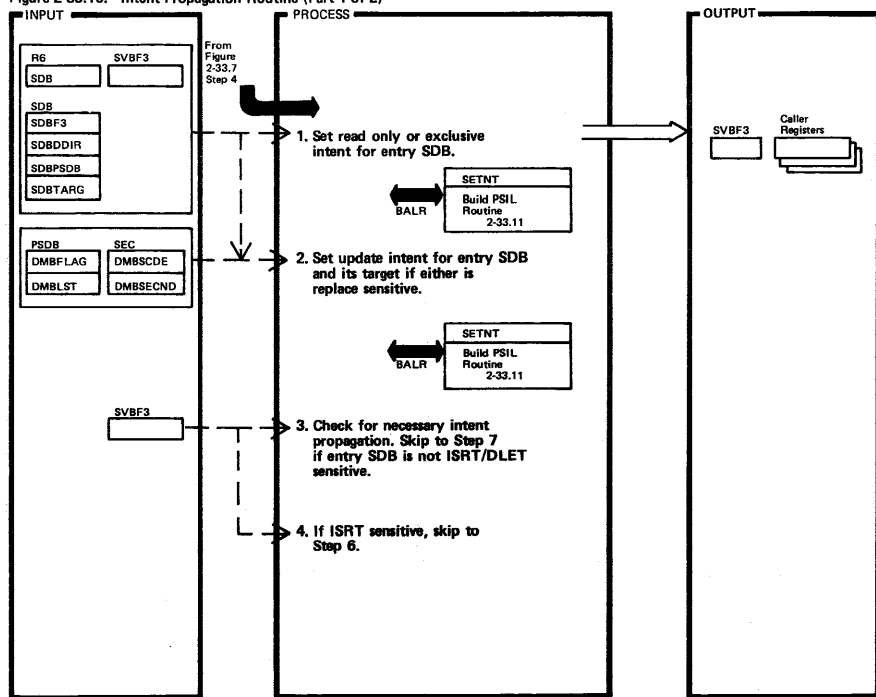 Figure 2-33.10. Intent Propagation Routine (Part 1 of 2)
INPUT
PROCESS
OUTPUT
R6
SVBF3
SDB
SDB
SDBF3
SDBDDIR
SDBPSDB
SDBTARG
From
Figure
2-33.7
Step 4
1. Set read only or exclusive
intent for entry SDB.
SVBF3
Caller
Registers
SETNT
BALR
Build PSIL
Routine
2-33.11
PSDB
SEC
DMBFLAG
DMBSCDE
DMBLST
DMBSECND
2. Set update intent for entry SDB
and its target if either is
replace sensitive.
SETNT
BALR
Build PSIL
Routine
2-33.11
SVBF3
3. Check for necessary intent
propagation. Skip to Step 7
if entry SDB is not ISRT/DLET
sensitive.
4. If ISRT sensitive, skip to
Step 6.